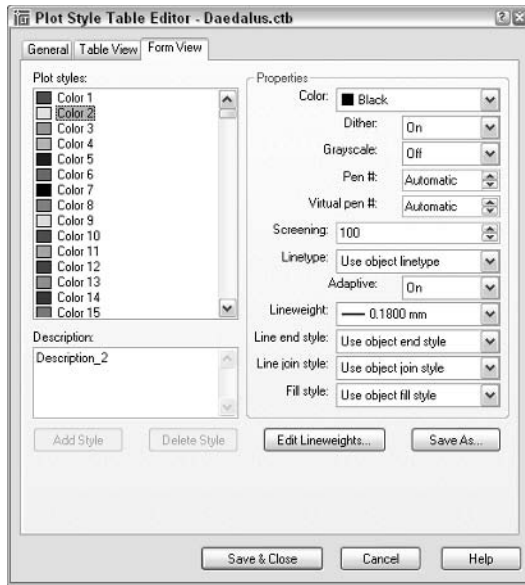 Plot Style Table Editor - Daedalus.ctb
General Table View Form View
Plot styles:
Color 1
Color 2
Color 3
Color 4
Color 5
Color 6
Color 7
Color 8
Color 9
Color 10
Color 11
Color 12
Color 13
Color 14
Color 15
Description:
Description_2
Add Style Delete Style
Properties
Color: Black
Dither: On
Grayscale: Off
Pen #: Automatic
Virtual pen #: Automatic
Screening: 100
Linetype: Use object linetype
Adaptive: On
Lineweight: 0.1800 mm
Line end style: Use object end style
Line join style: Use object join style
Fill style: Use object fill style
Edit Lineweights... Save As...
Save & Close Cancel Help